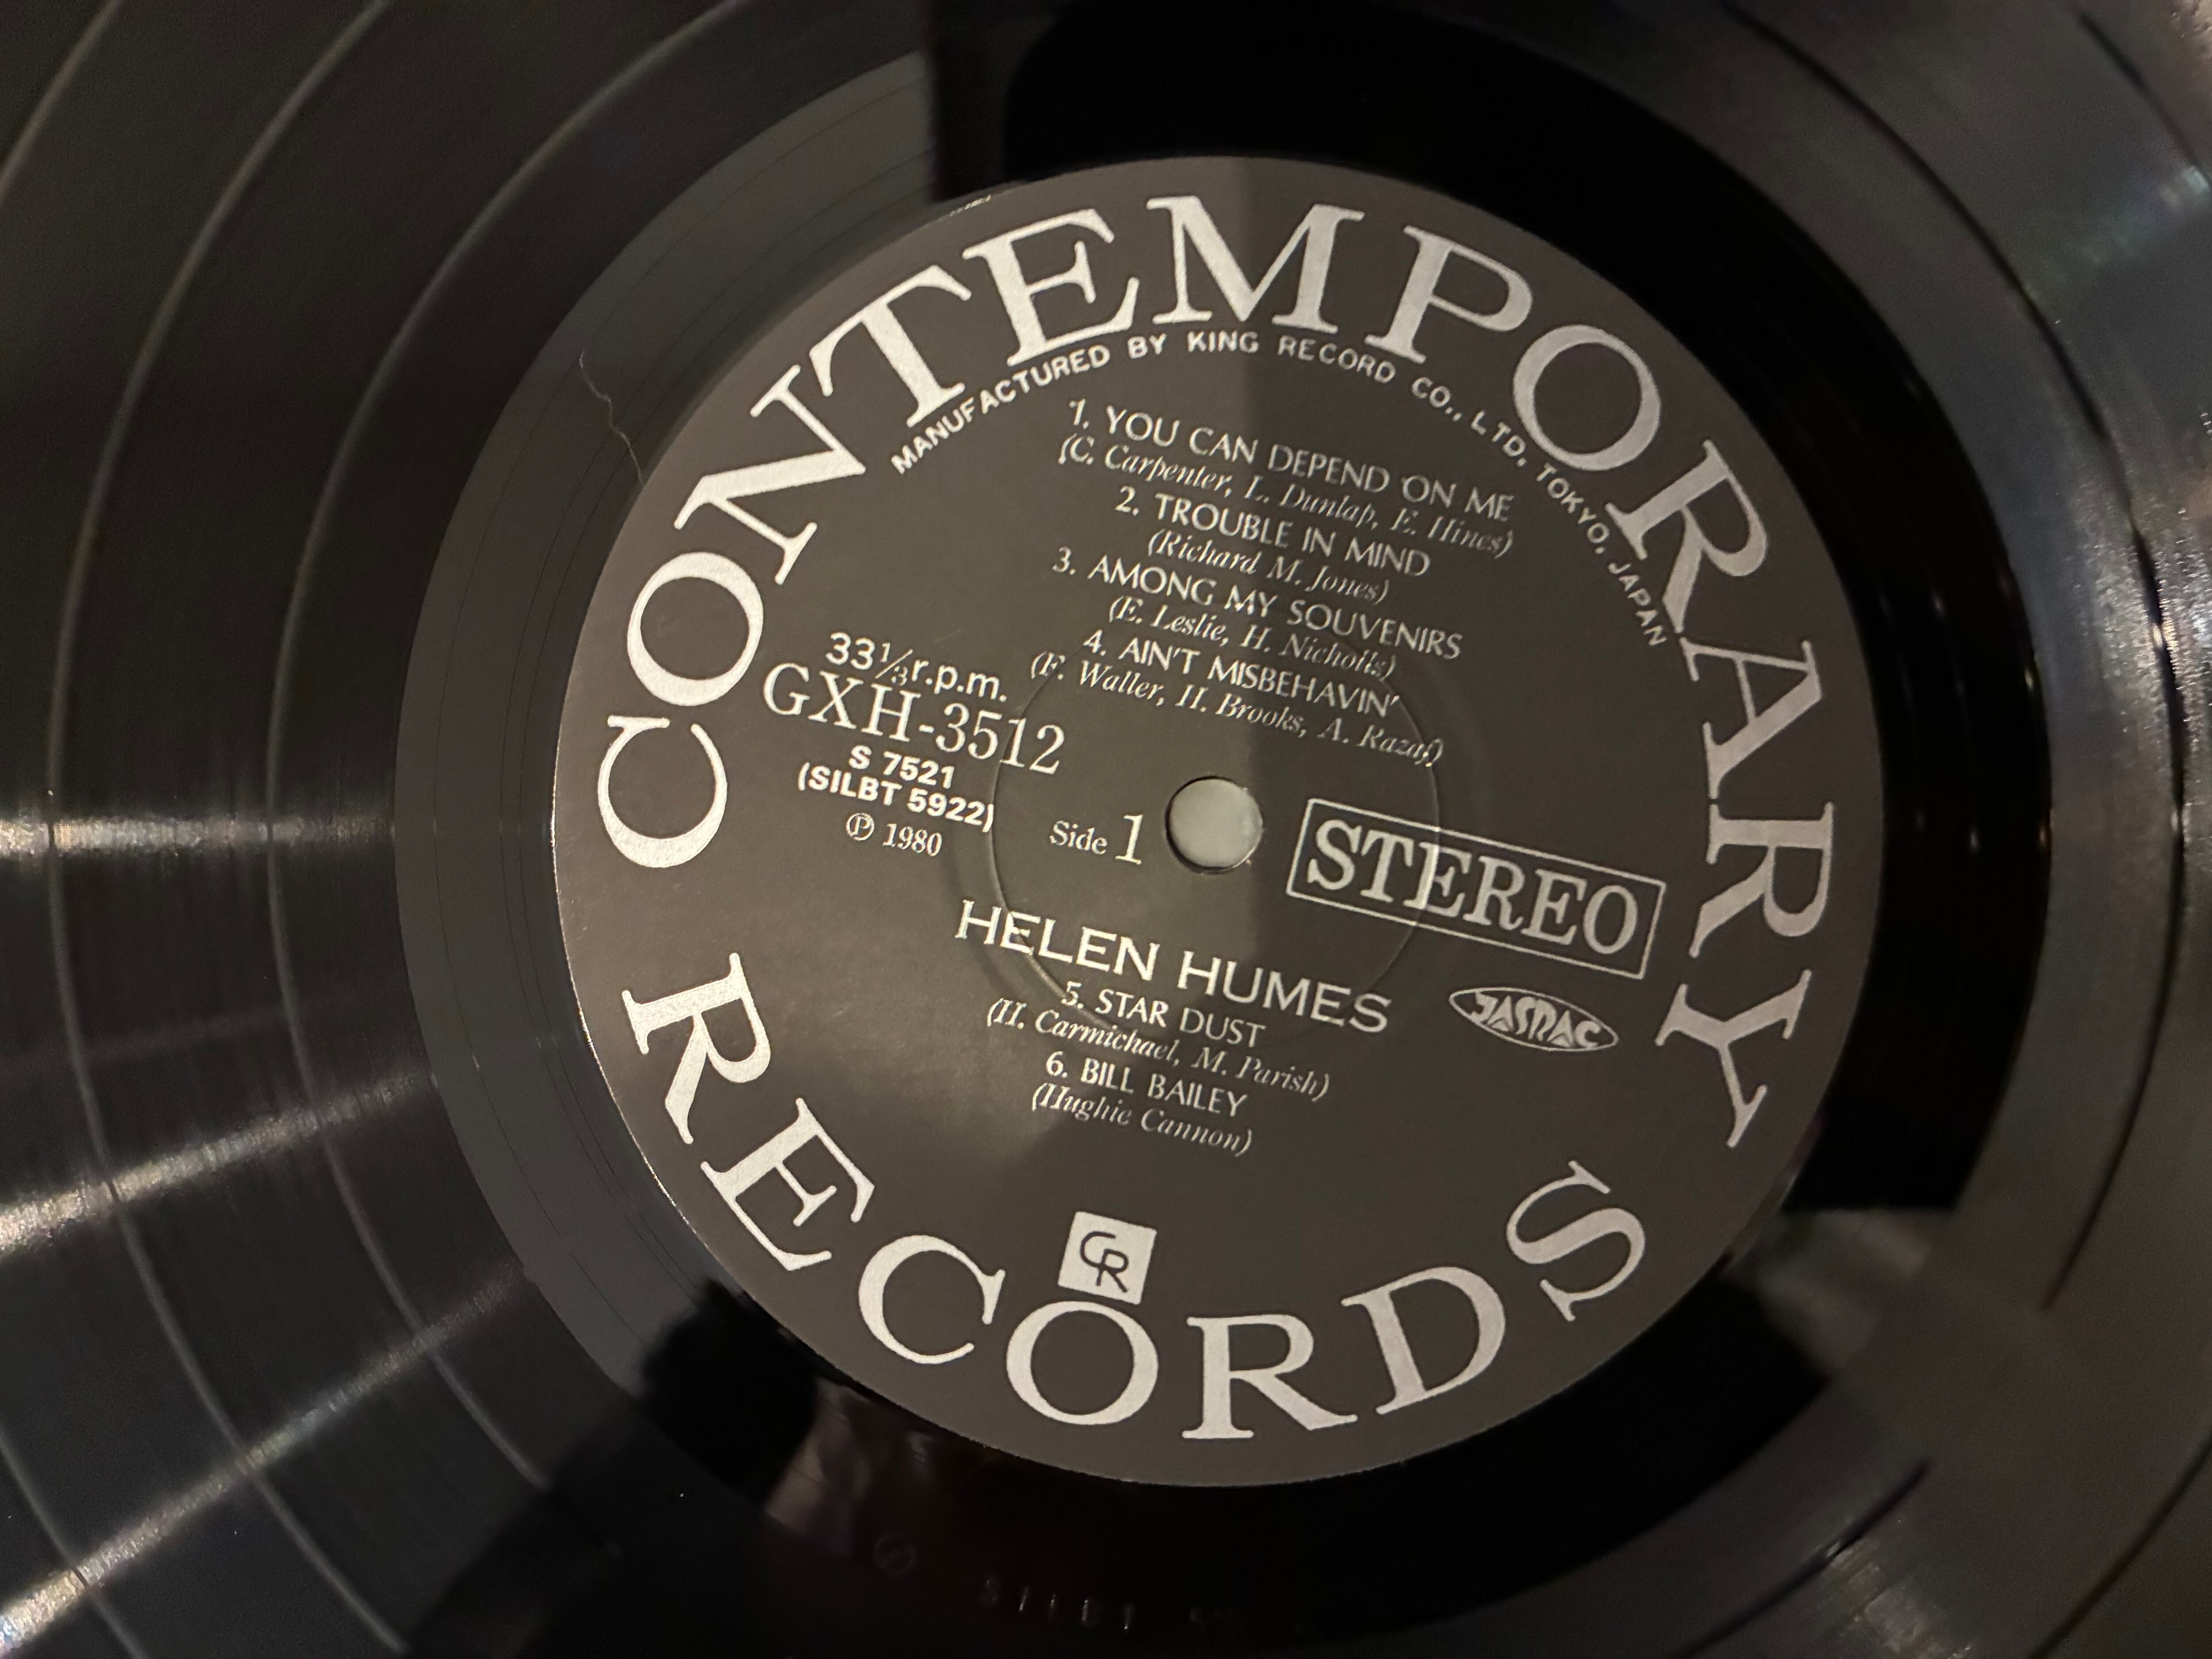 CONTEMPORARY
MANUFACTURED BY KING RECORD CO., LTD. TOKYO, JAPAN
1. YOU CAN DEPEND ON ME
(C. Carpenter, L. Dunlap, E. Hines)
2. TROUBLE IN MIND
(Richard M. Jones)
3. AMONG MY SOUVENIRS
(E. Leslie, H. Nicholls)
4. AIN'T MISBEHAVIN'
(F. Waller, H. Brooks, A. Razaf)
33⅓r.p.m.
GXH-3512
S 7521
(SILBT 5922)
Ⓟ 1980
Side 1
STEREO
HELEN HUMES
JASRAC
5. STAR DUST
(H. Carmichael, M. Parish)
6. BILL BAILEY
(Hughie Cannon)
CR
RECORDS